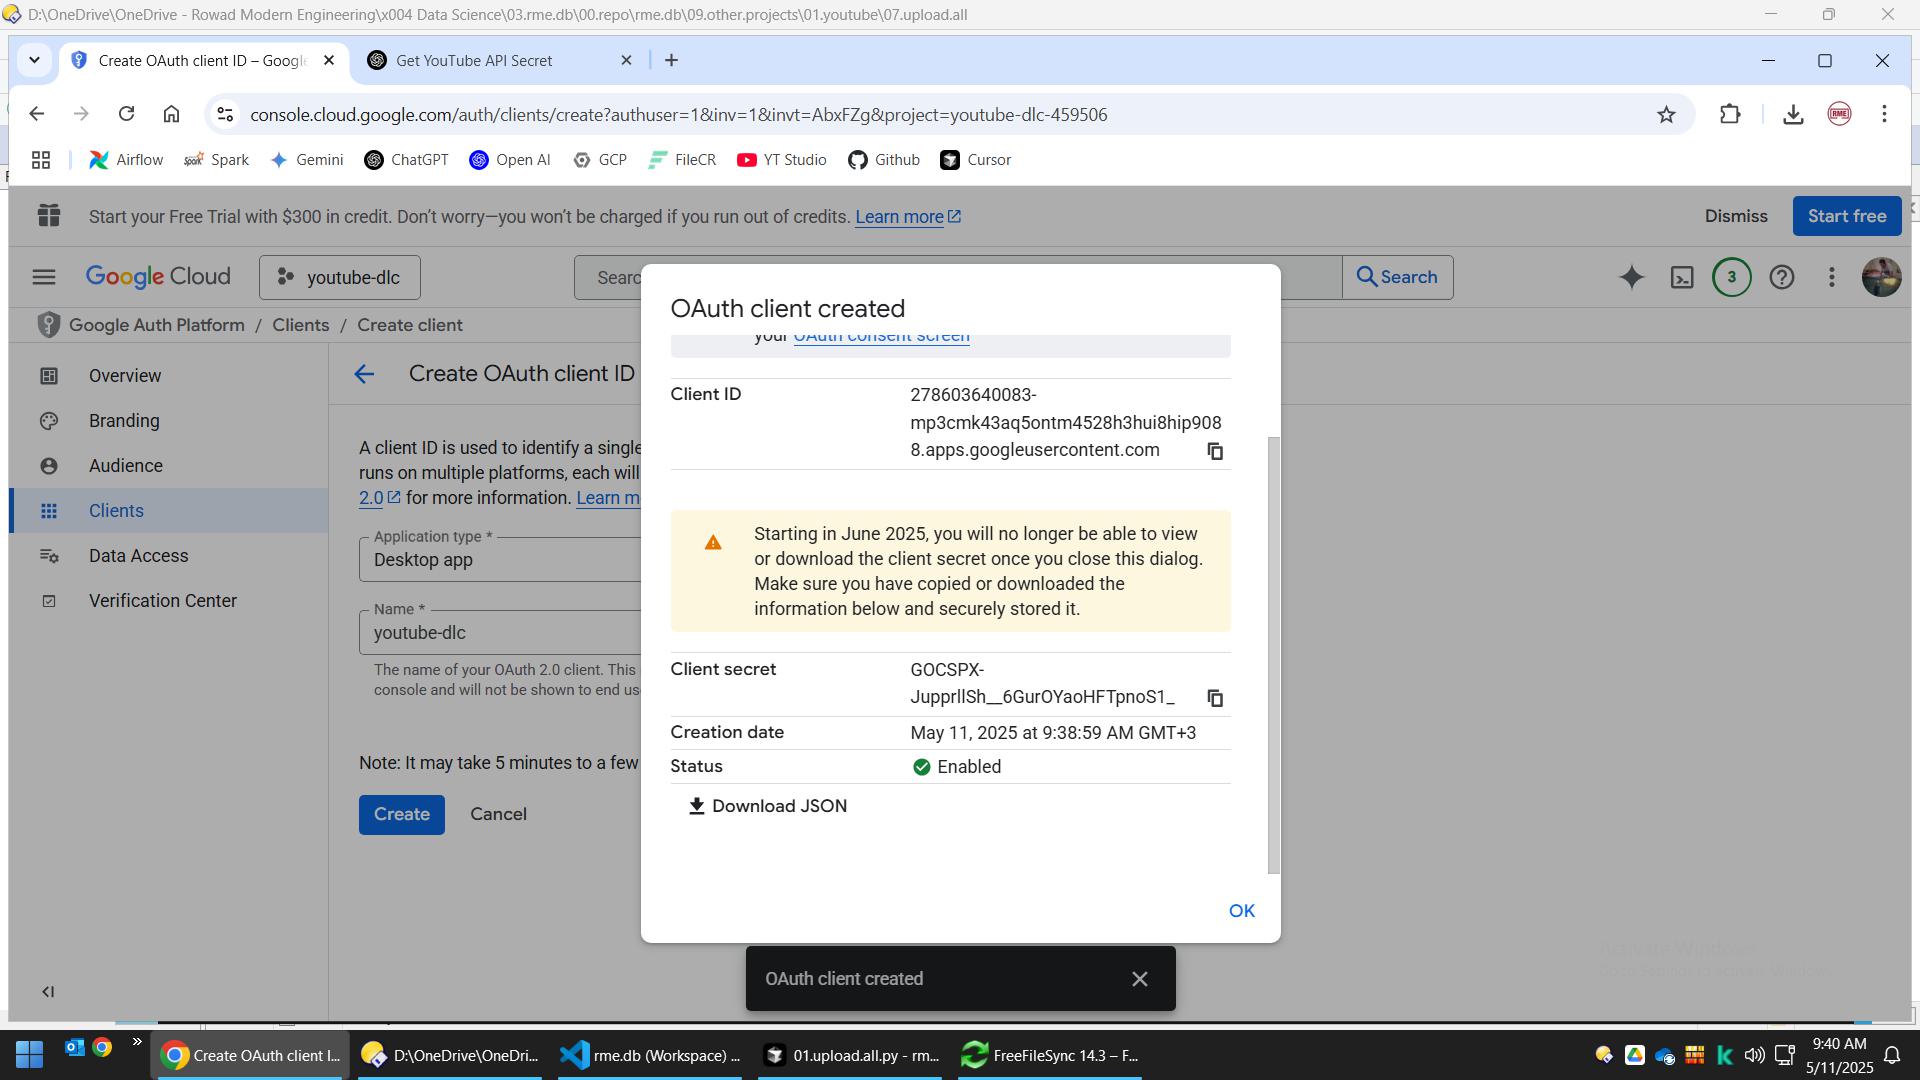 D:\OneDrive\OneDrive - Rowad Modern Engineering\x004 Data Science\03.rme.db\00.repo\rme.db\09.other.projects\01.youtube\07.upload.all
Create OAuth client ID – Google
Get YouTube API Secret
console.cloud.google.com/auth/clients/create?authuser=1&inv=1&invt=AbxFZg&project=youtube-dlc-459506
RME
Airflow
Spark
Gemini
ChatGPT
Open AI
GCP
FileCR
YT Studio
Github
Cursor
Start your Free Trial with $300 in credit. Don’t worry—you won’t be charged if you run out of credits. Learn more
Dismiss
Start free
Google Cloud
youtube-dlc
Searc
Search
3
Google Auth Platform / Clients / Create client
Overview
Branding
Audience
Clients
Data Access
Verification Center
Create OAuth client ID
A client ID is used to identify a single
runs on multiple platforms, each will
2.0 for more information. Learn m
Application type *
Desktop app
Name *
youtube-dlc
The name of your OAuth 2.0 client. This
console and will not be shown to end us
Note: It may take 5 minutes to a few
Create
Cancel
OAuth client created
your OAuth consent screen
Client ID
278603640083-
mp3cmk43aq5ontm4528h3hui8hip908
8.apps.googleusercontent.com
Starting in June 2025, you will no longer be able to view
or download the client secret once you close this dialog.
Make sure you have copied or downloaded the
information below and securely stored it.
Client secret
GOCSPX-
JupprllSh__6GurOYaoHFTpnoS1_
Creation date
May 11, 2025 at 9:38:59 AM GMT+3
Status
Enabled
Download JSON
OK
OAuth client created
Create OAuth client I...
D:\OneDrive\OneDri...
rme.db (Workspace) ...
01.upload.all.py - rm...
FreeFileSync 14.3 – F...
9:40 AM
5/11/2025